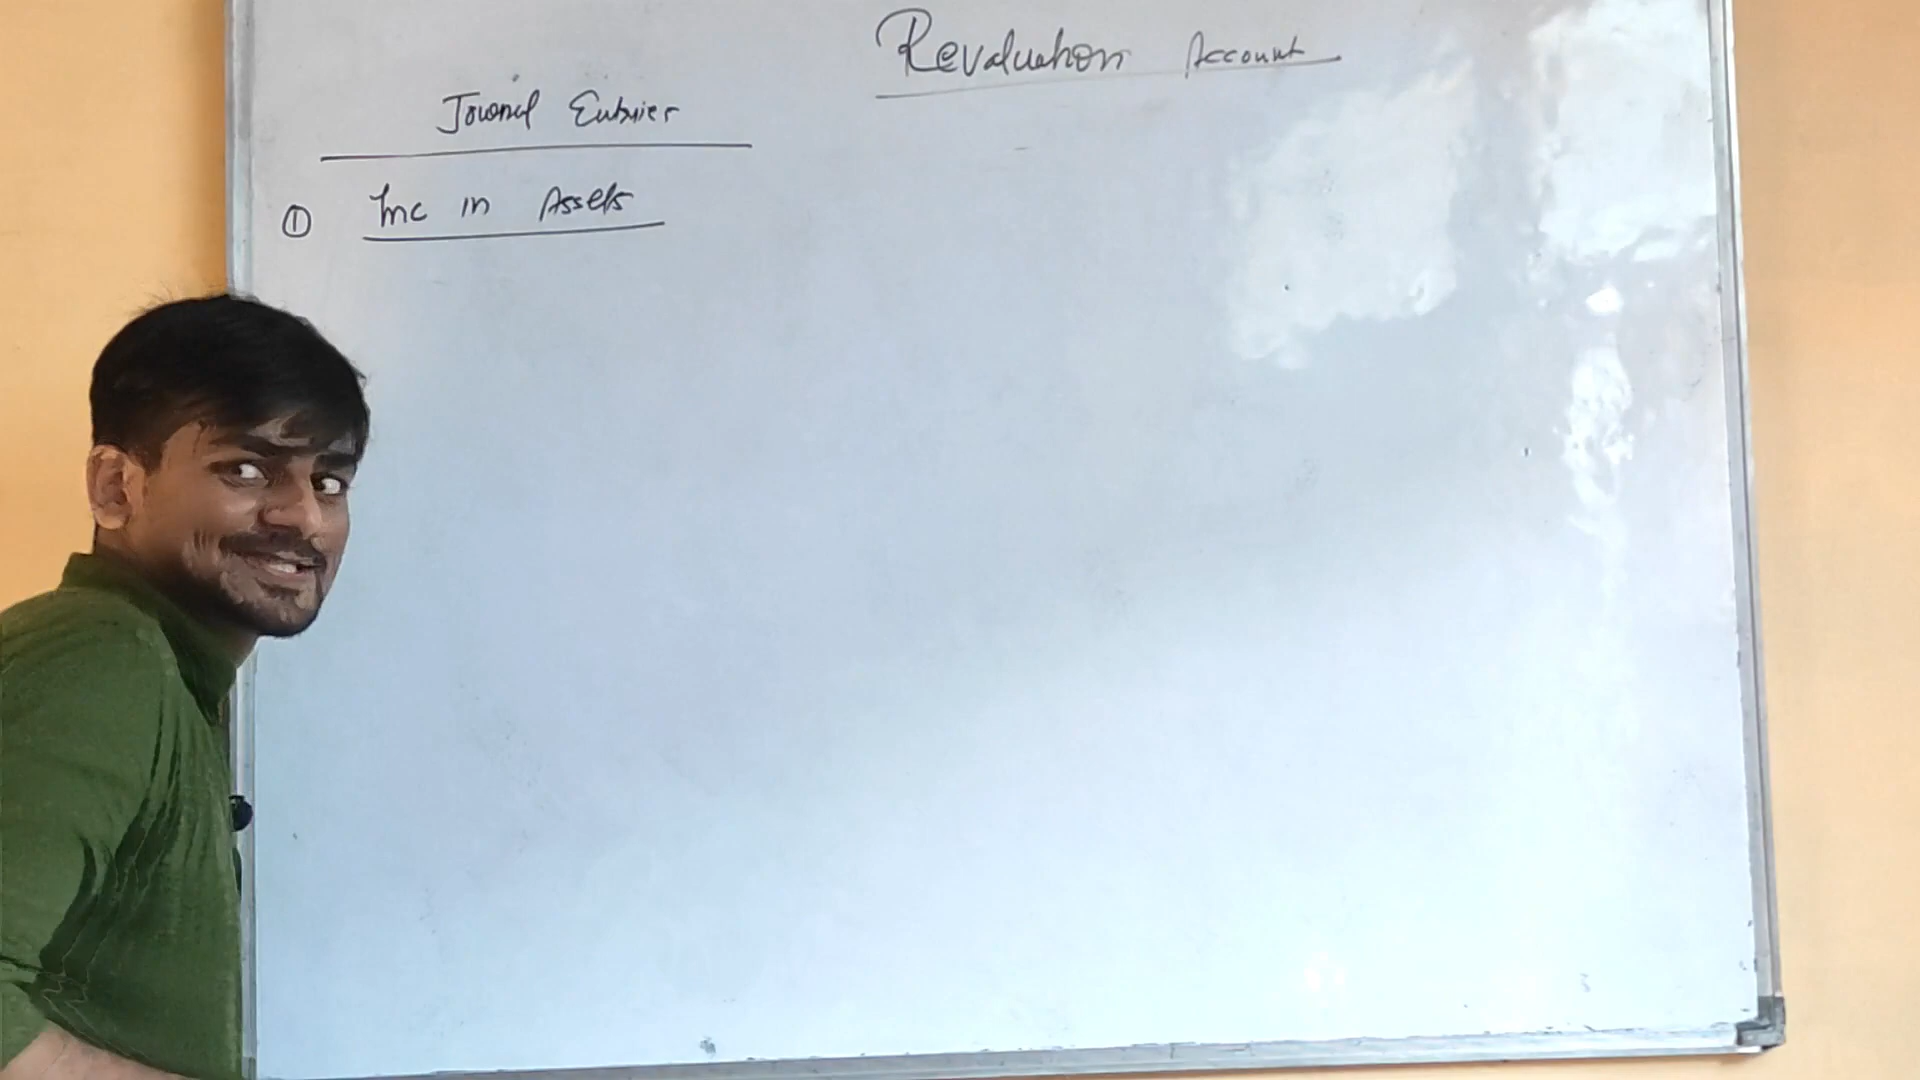 Revaluation Account
Journal Entries
① Inc in Assets